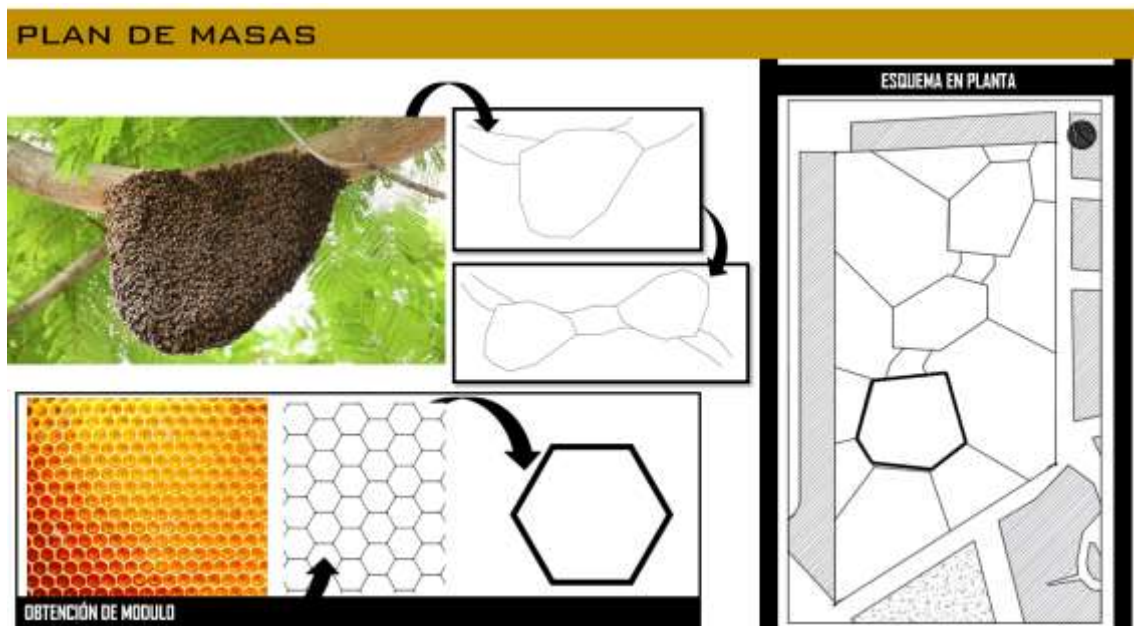 PLAN DE MASAS
ESQUEMA EN PLANTA
OBTENCIÓN DE MODULO